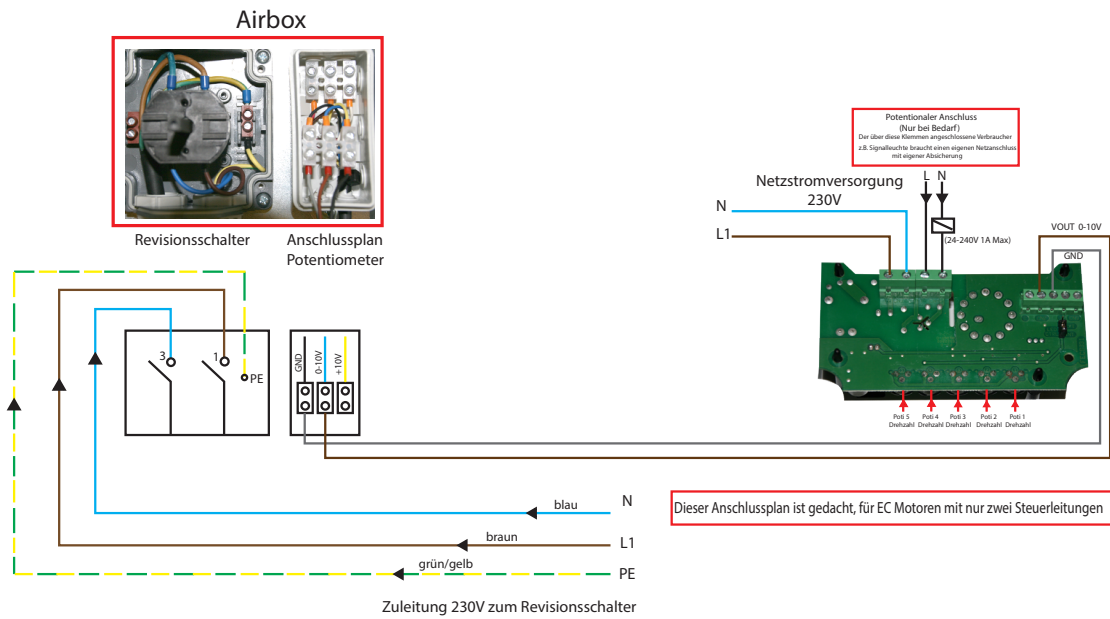 Airbox
Revisionsschalter
Anschlussplan
Potentiometer
Potentionaler Anschluss
(Nur bei Bedarf)
Der über diese Klemmen angeschlossene Verbraucher
z.B. Signalleuchte braucht einen eigenen Netzanschluss
mit eigener Absicherung
Netzstromversorgung
230V
L N
N
L1
(24-240V 1A Max)
VOUT 0-10V
GND
3
1
PE
GND
0-10V
+10V
Poti 5
Drehzahl
Poti 4
Drehzahl
Poti 3
Drehzahl
Poti 2
Drehzahl
Poti 1
Drehzahl
blau
N
braun
L1
grün/gelb
PE
Dieser Anschlussplan ist gedacht, für EC Motoren mit nur zwei Steuerleitungen
Zuleitung 230V zum Revisionsschalter